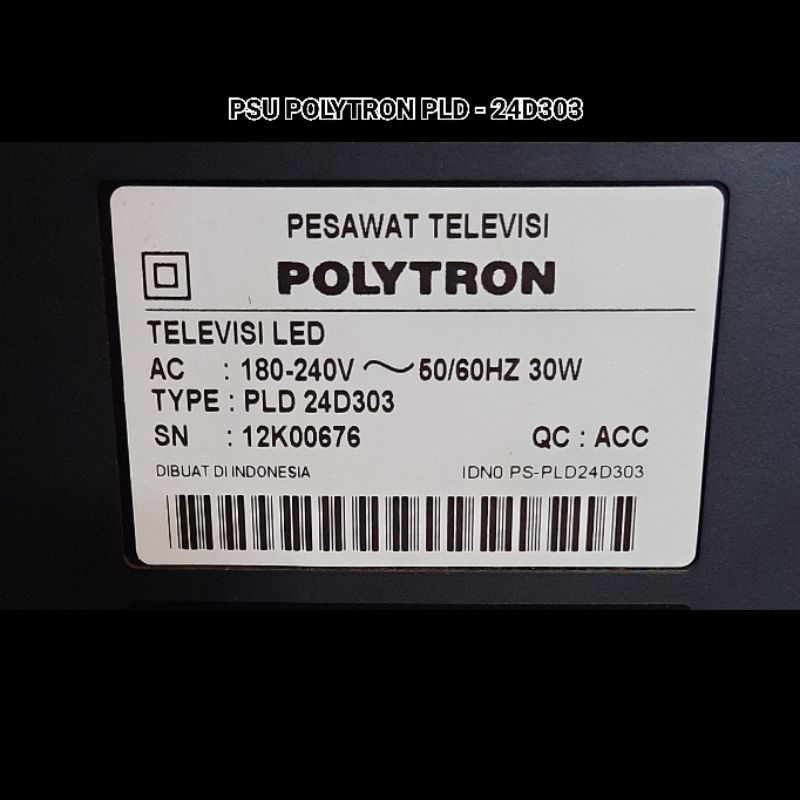 PSU POLYTRON PLD - 24D303
PESAWAT TELEVISI
POLYTRON
TELEVISI LED
AC : 180-240V ~ 50/60HZ 30W
TYPE : PLD 24D303
SN : 12K00676 QC : ACC
DIBUAT DI INDONESIA IDN0 PS-PLD24D303